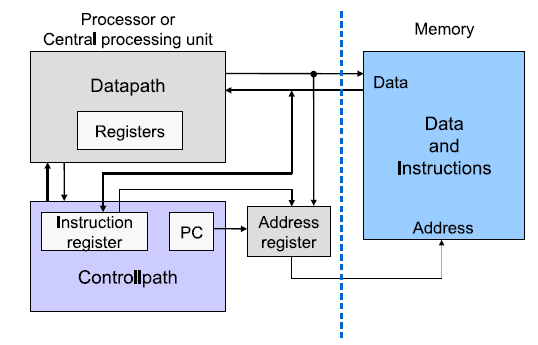 Processor or
Central processing unit
Memory
Datapath
Registers
Data
Data
and
Instructions
Instruction
register
PC
Address
register
Address
Controllpath